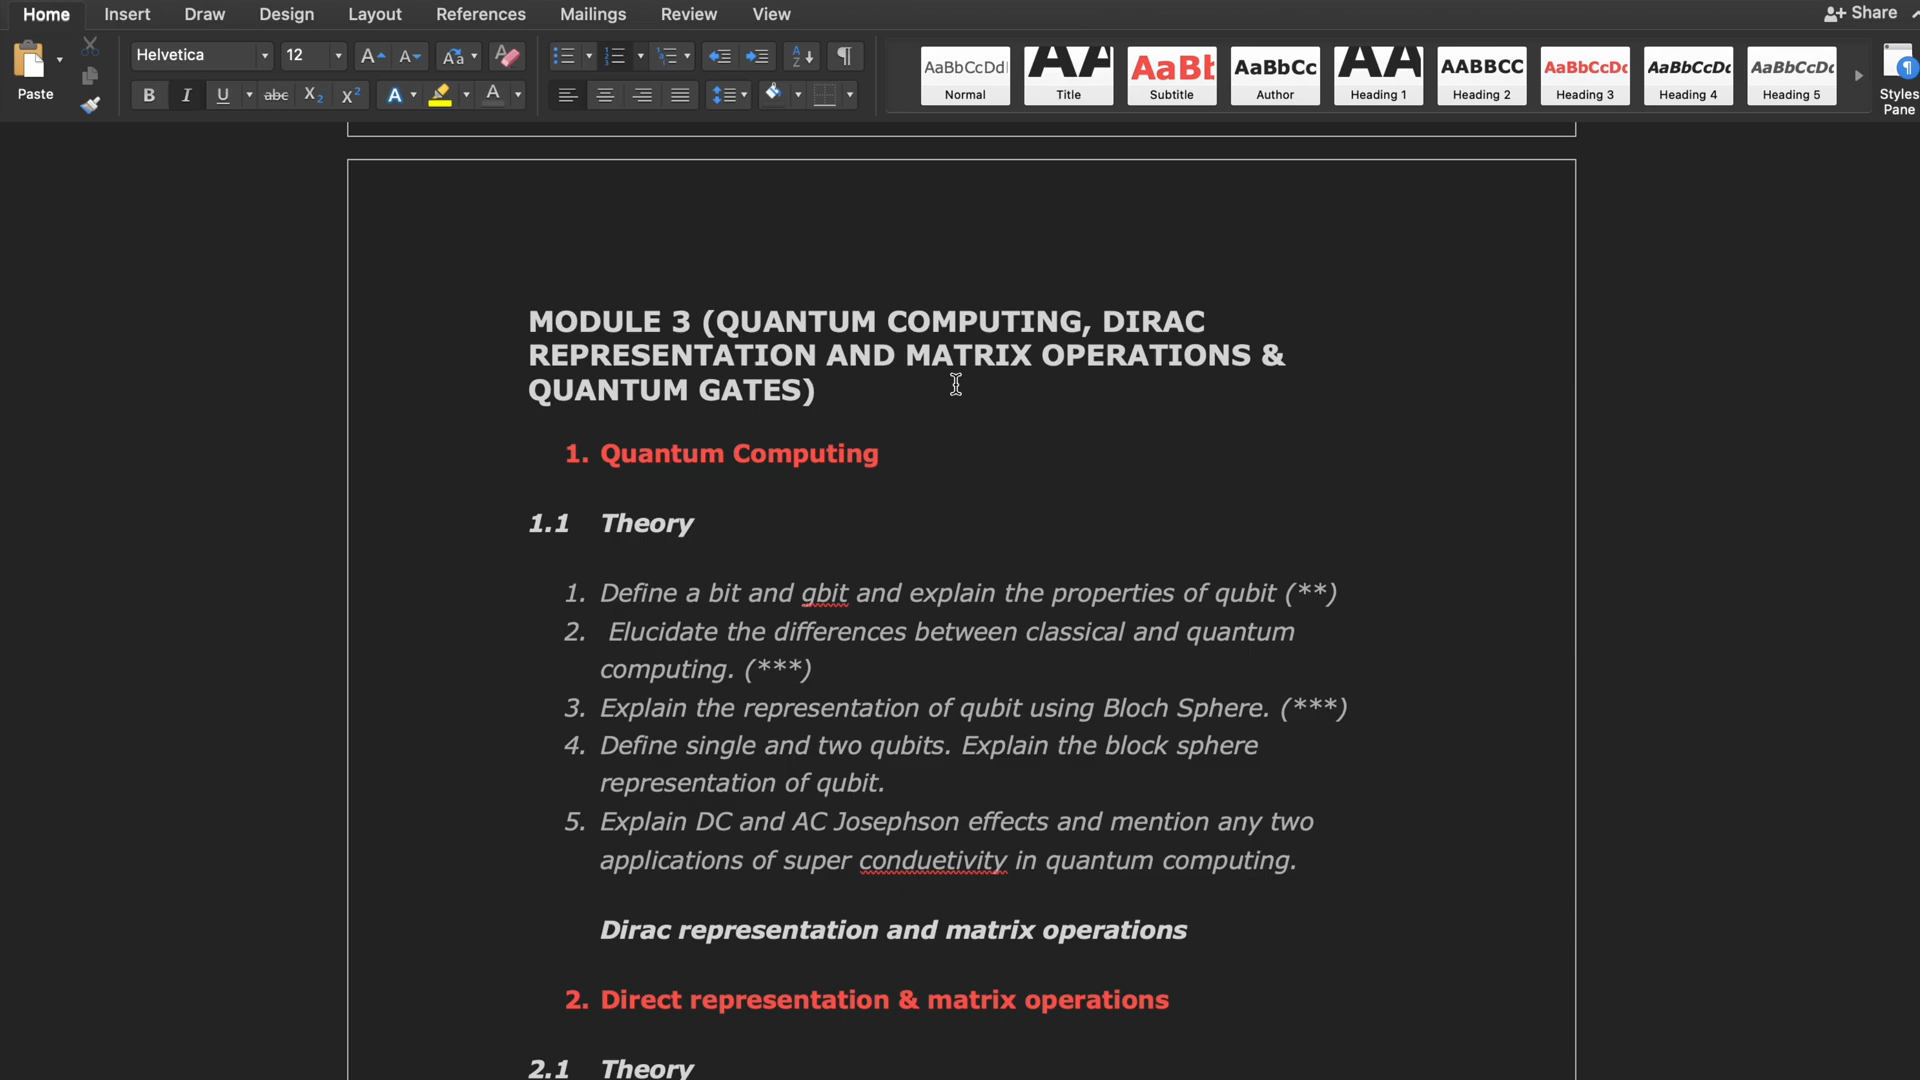 Home Insert Draw Design Layout References Mailings Review View Share
Helvetica 12
Paste
AaBbCcDd AaBbCc AABBCC AaBbCcDc AaBbCcDc AaBbCcDc
Normal Title Subtitle Author Heading 1 Heading 2 Heading 3 Heading 4 Heading 5 Styles Pane
MODULE 3 (QUANTUM COMPUTING, DIRAC
REPRESENTATION AND MATRIX OPERATIONS &
QUANTUM GATES)
1. Quantum Computing
1.1 Theory
1. Define a bit and gbit and explain the properties of qubit (**)
2. Elucidate the differences between classical and quantum
computing. (***)
3. Explain the representation of qubit using Bloch Sphere. (***)
4. Define single and two qubits. Explain the block sphere
representation of qubit.
5. Explain DC and AC Josephson effects and mention any two
applications of super conduetivity in quantum computing.
Dirac representation and matrix operations
2. Direct representation & matrix operations
2.1 Theory